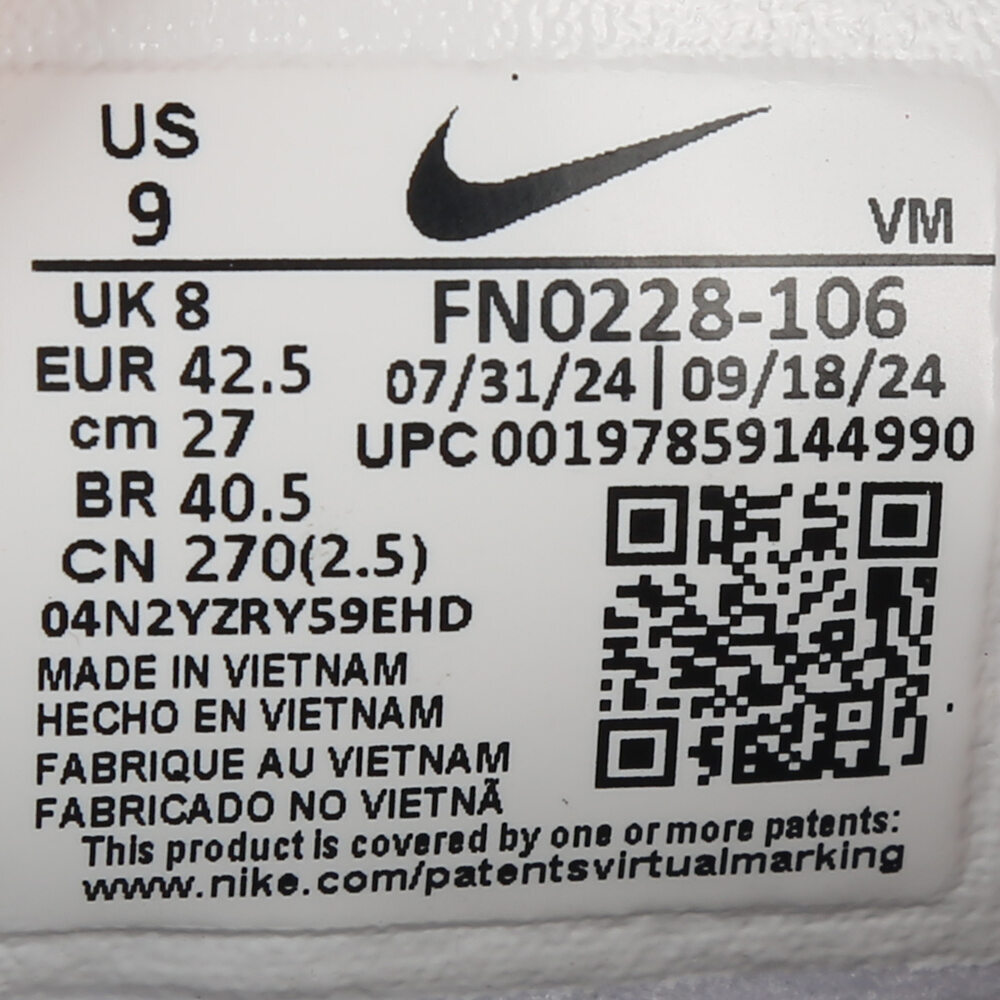 US
9
VM
UK 8
EUR 42.5
cm 27
BR 40.5
CN 270(2.5)
FN0228-106
07/31/24 | 09/18/24
UPC 00197859144990
04N2YZRY59EHD
MADE IN VIETNAM
HECHO EN VIETNAM
FABRIQUE AU VIETNAM
FABRICADO NO VIETNÃ
This product is covered by one or more patents:
www.nike.com/patentsvirtualmarking